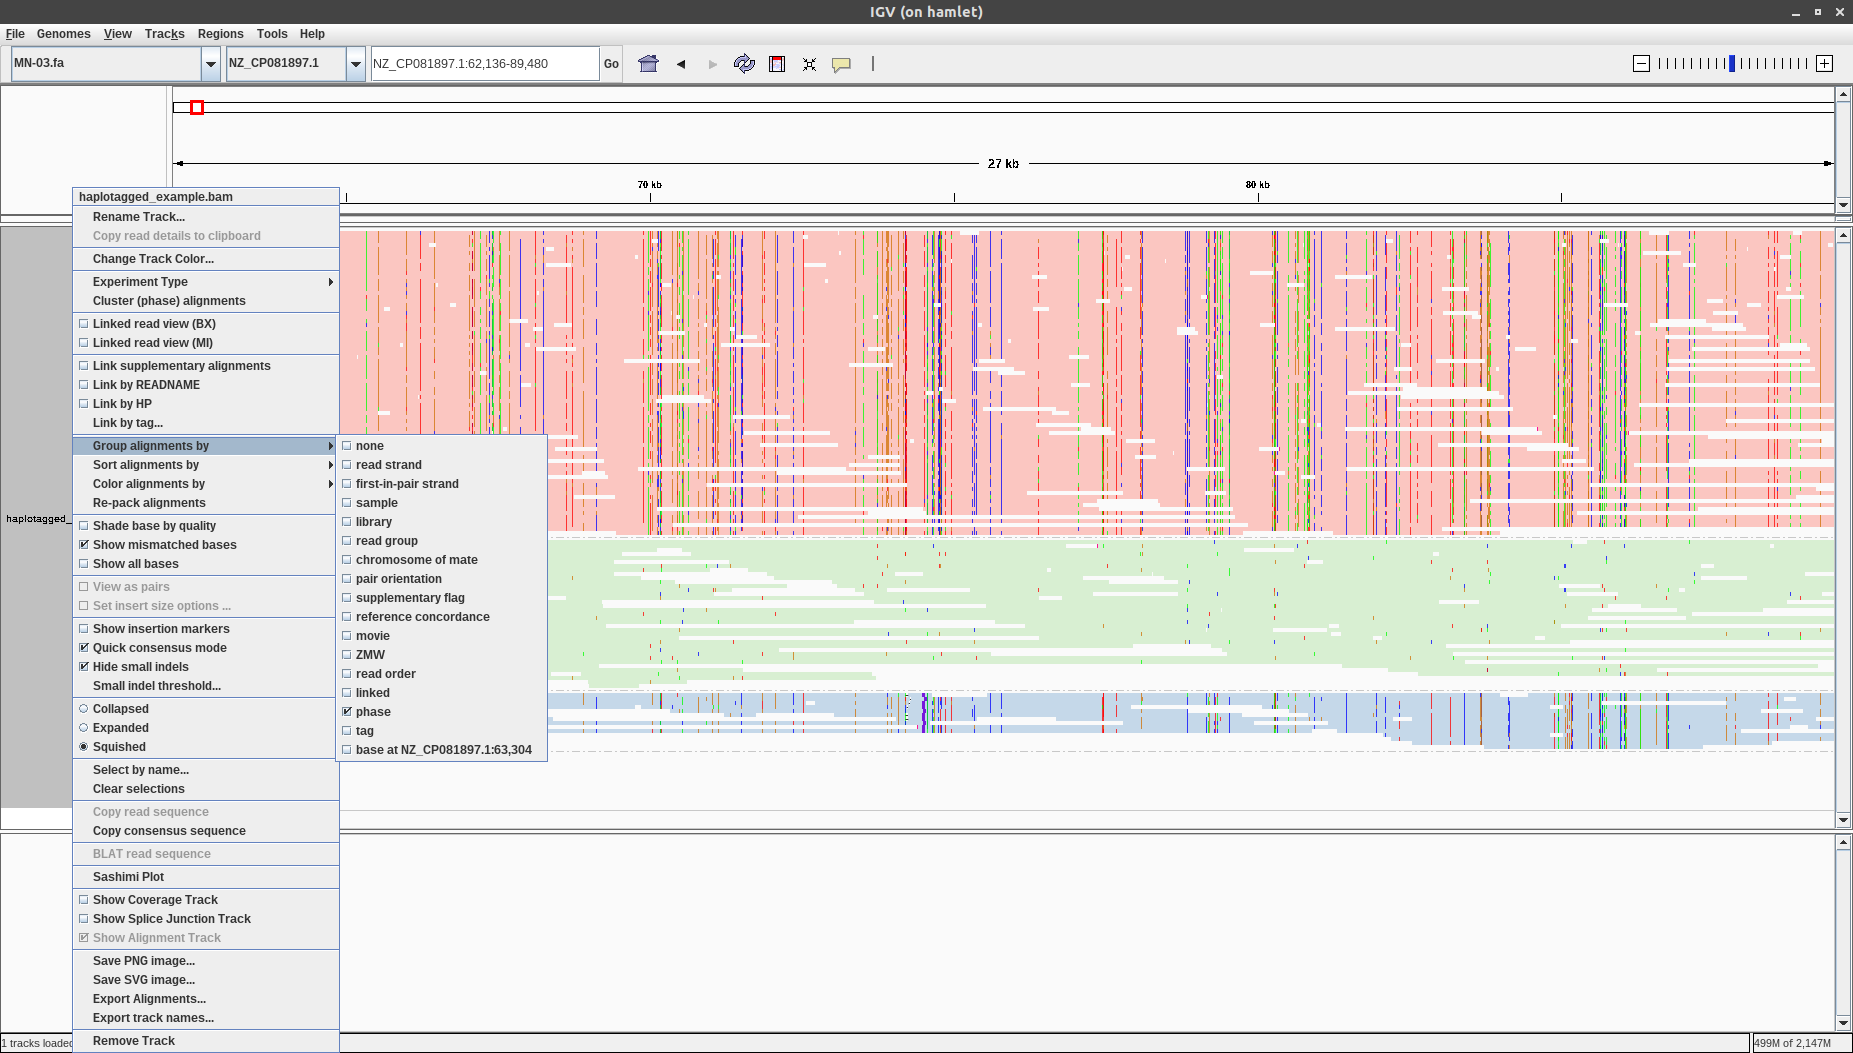 IGV (on hamlet)
File Genomes View Tracks Regions Tools Help
MN-03.fa NZ_CP081897.1 NZ_CP081897.1:62,136-89,480 Go
27 kb
70 kb 80 kb
haplotagged_example.bam
Rename Track...
Copy read details to clipboard
Change Track Color...
Experiment Type
Cluster (phase) alignments
Linked read view (BX)
Linked read view (MI)
Link supplementary alignments
Link by READNAME
Link by HP
Link by tag...
Group alignments by
Sort alignments by
Color alignments by
Re-pack alignments
Shade base by quality
Show mismatched bases
Show all bases
View as pairs
Set insert size options ...
Show insertion markers
Quick consensus mode
Hide small indels
Small indel threshold...
Collapsed
Expanded
Squished
Select by name...
Clear selections
Copy read sequence
Copy consensus sequence
BLAT read sequence
Sashimi Plot
Show Coverage Track
Show Splice Junction Track
Show Alignment Track
Save PNG image...
Save SVG image...
Export Alignments...
Export track names...
Remove Track
none
read strand
first-in-pair strand
sample
library
read group
chromosome of mate
pair orientation
supplementary flag
reference concordance
movie
ZMW
read order
linked
phase
tag
base at NZ_CP081897.1:63,304
haplotagged_
1 tracks loaded
499M of 2,147M